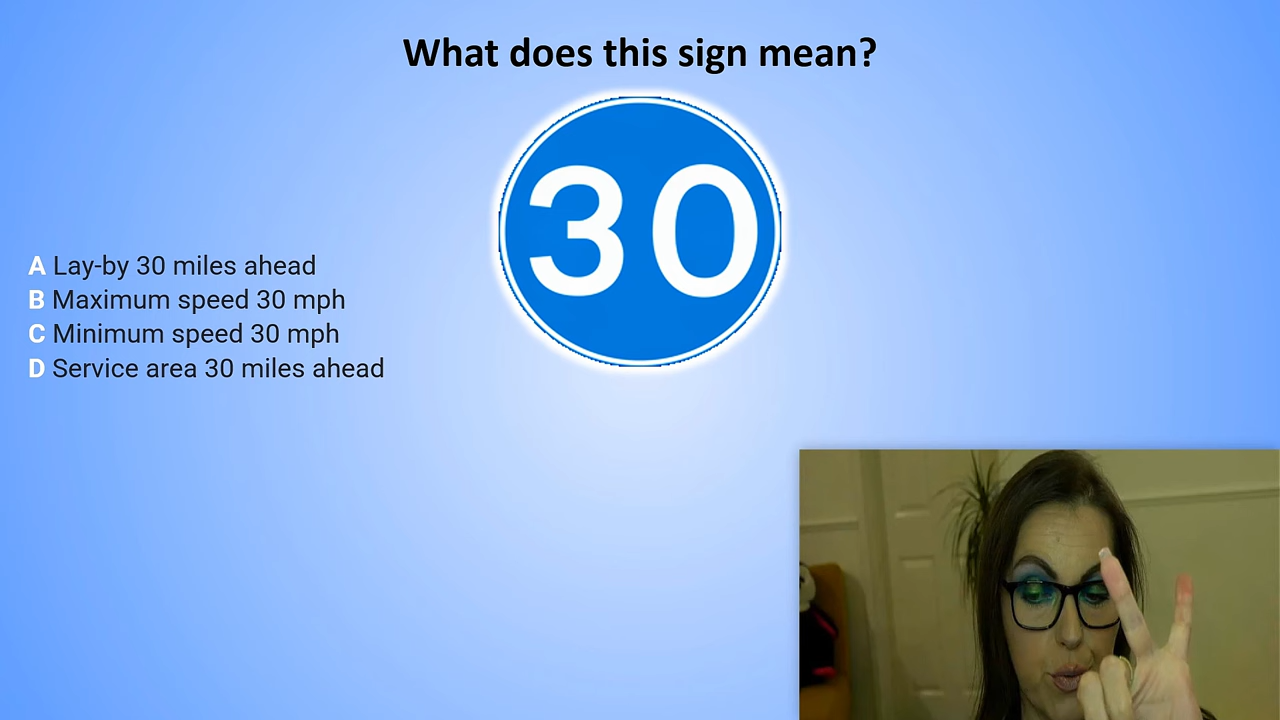 What does this sign mean?
30
A Lay-by 30 miles ahead
B Maximum speed 30 mph
C Minimum speed 30 mph
D Service area 30 miles ahead